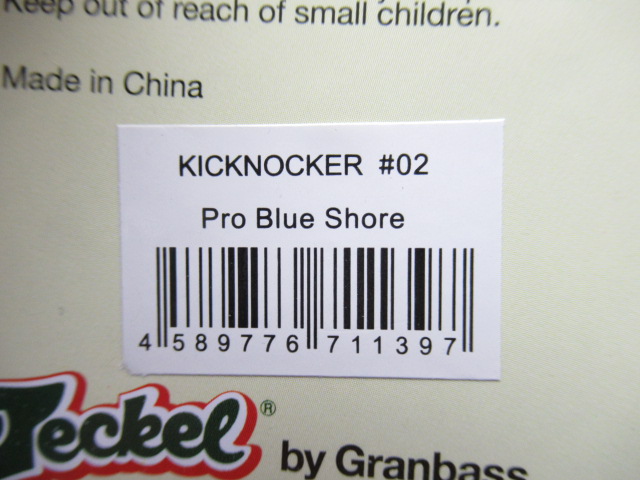 Keep out of reach of small children.
Made in China
KICKNOCKER #02
Pro Blue Shore
4 589776 711397
Teckel®
by Granbass